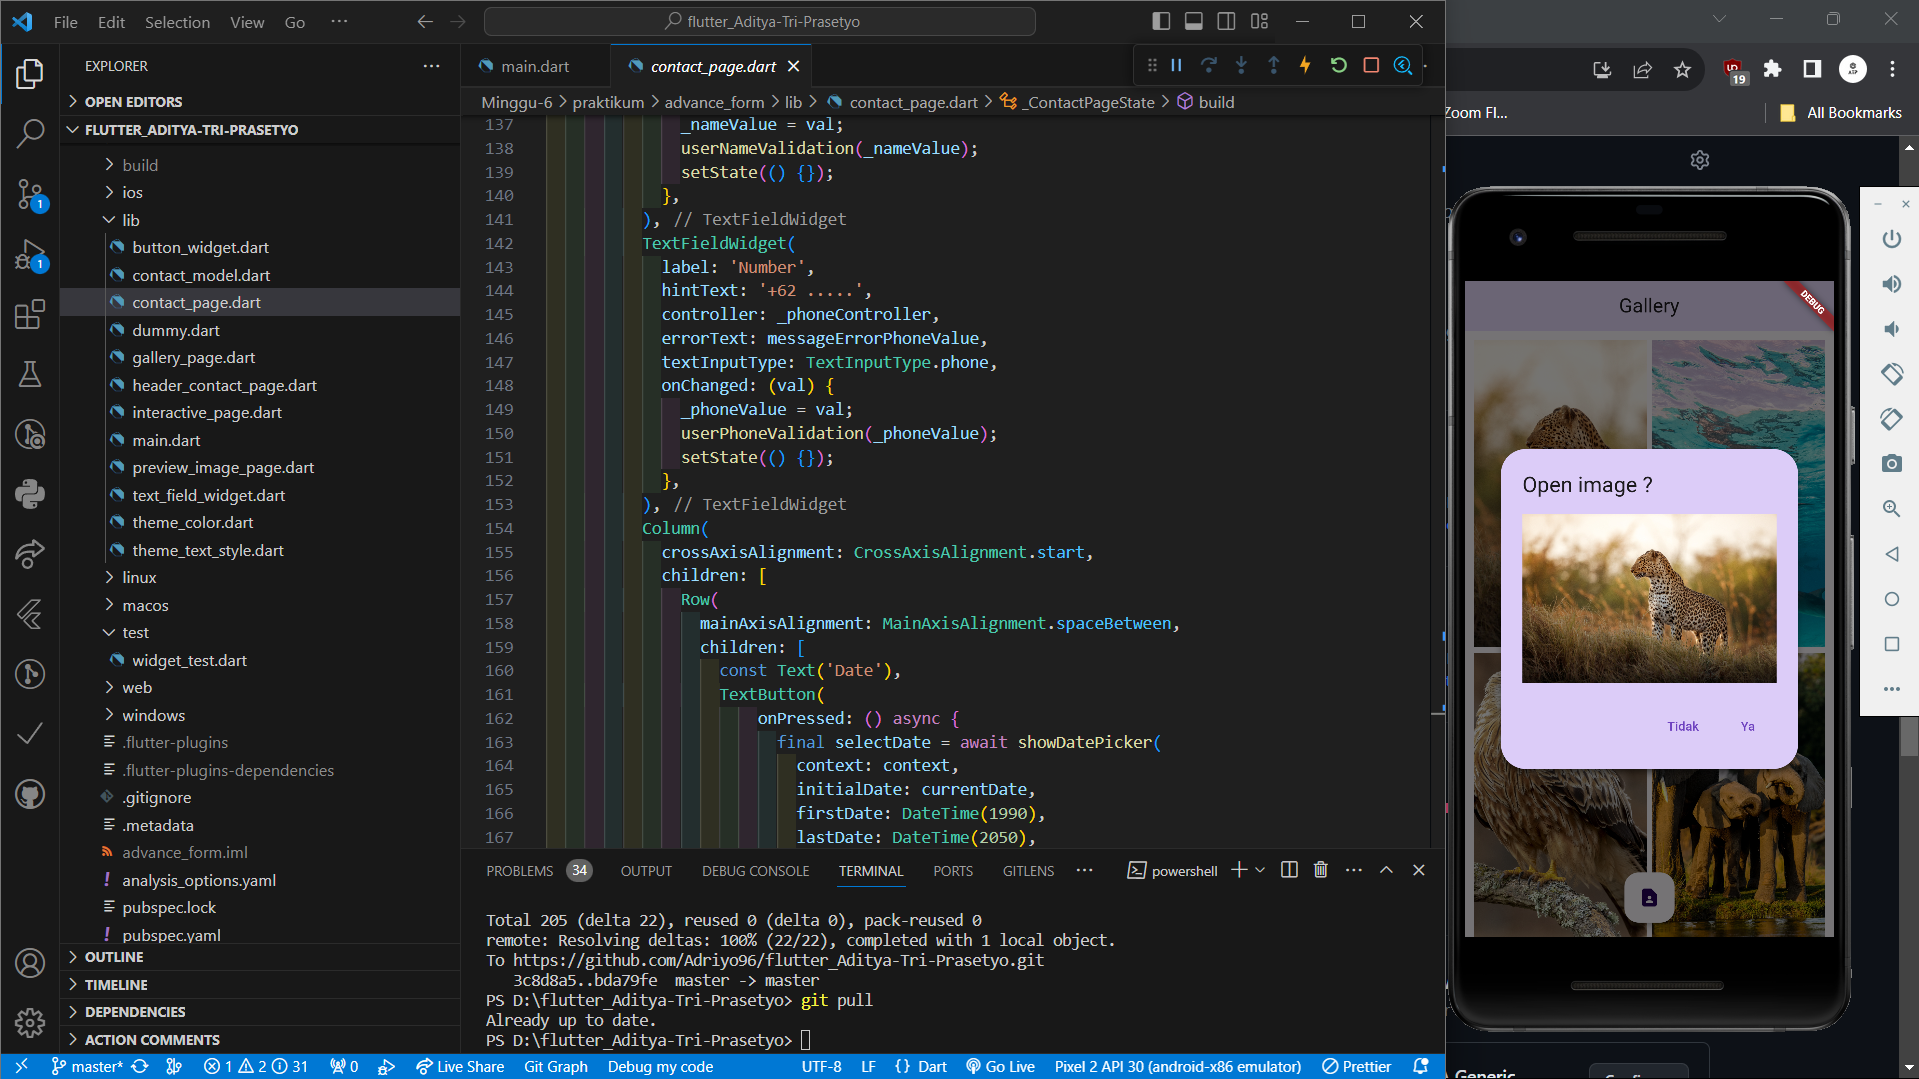 File Edit Selection View Go ··· flutter_Aditya-Tri-Prasetyo
EXPLORER
OPEN EDITORS
FLUTTER_ADITYA-TRI-PRASETYO
build
ios
lib
button_widget.dart
contact_model.dart
contact_page.dart
dummy.dart
gallery_page.dart
header_contact_page.dart
interactive_page.dart
main.dart
preview_image_page.dart
text_field_widget.dart
theme_color.dart
theme_text_style.dart
linux
macos
test
widget_test.dart
web
windows
.flutter-plugins
.flutter-plugins-dependencies
.gitignore
.metadata
advance_form.iml
analysis_options.yaml
pubspec.lock
pubspec.yaml
OUTLINE
TIMELINE
DEPENDENCIES
ACTION COMMENTS
1
1
main.dart contact_page.dart
Minggu-6 > praktikum > advance_form > lib > contact_page.dart > _ContactPageState > build
137 _nameValue = val;
138 userNameValidation(_nameValue);
139 setState(() {});
140 },
141 ), // TextFieldWidget
142 TextFieldWidget(
143 label: 'Number',
144 hintText: '+62 .....',
145 controller: _phoneController,
146 errorText: messageErrorPhoneValue,
147 textInputType: TextInputType.phone,
148 onChanged: (val) {
149 _phoneValue = val;
150 userPhoneValidation(_phoneValue);
151 setState(() {});
152 },
153 ), // TextFieldWidget
154 Column(
155 crossAxisAlignment: CrossAxisAlignment.start,
156 children: [
157 Row(
158 mainAxisAlignment: MainAxisAlignment.spaceBetween,
159 children: [
160 const Text('Date'),
161 TextButton(
162 onPressed: () async {
163 final selectDate = await showDatePicker(
164 context: context,
165 initialDate: currentDate,
166 firstDate: DateTime(1990),
167 lastDate: DateTime(2050),
PROBLEMS 34 OUTPUT DEBUG CONSOLE TERMINAL PORTS GITLENS ··· powershell
Total 205 (delta 22), reused 0 (delta 0), pack-reused 0
remote: Resolving deltas: 100% (22/22), completed with 1 local object.
To https://github.com/Adriyo96/flutter_Aditya-Tri-Prasetyo.git
3c8d8a5..bda79fe master -> master
PS D:\flutter_Aditya-Tri-Prasetyo> git pull
Already up to date.
PS D:\flutter_Aditya-Tri-Prasetyo>
master* 1 2 31 0 Live Share Git Graph Debug my code UTF-8 LF {} Dart Go Live Pixel 2 API 30 (android-x86 emulator) Prettier
19
Zoom Fl... All Bookmarks
Gallery
DEBUG
Open image ?
Tidak Ya
Generic